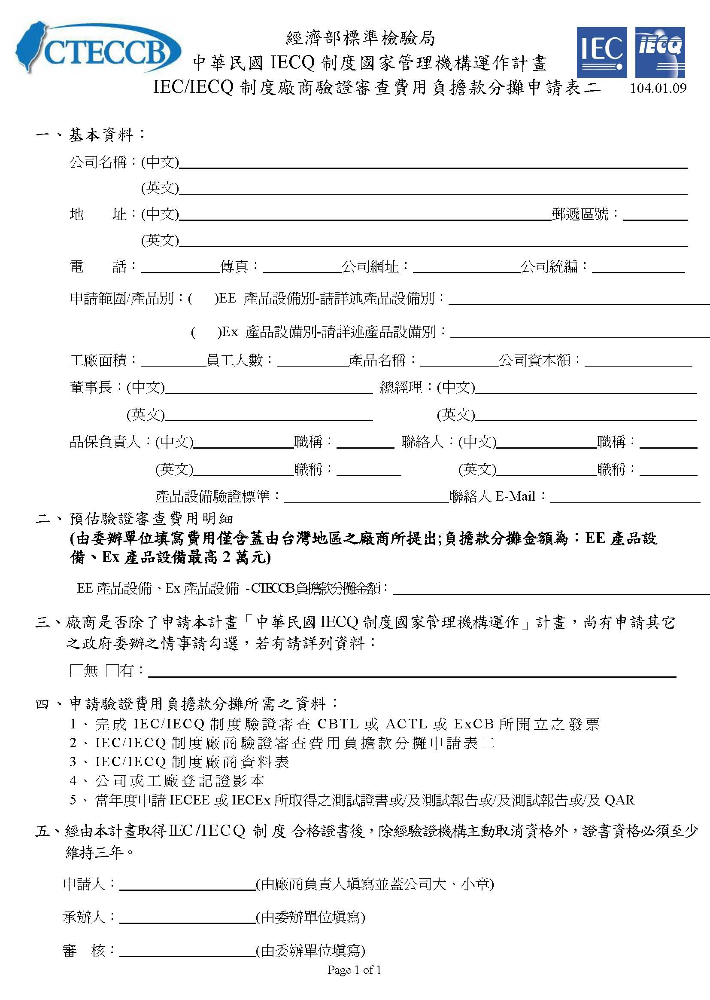 CTECCB
IEC
IECQ
經濟部標準檢驗局
中華民國 IECQ 制度國家管理機構運作計畫
IEC/IECQ 制度廠商驗證審查費用負擔款分攤申請表二 104.01.09
一、基本資料：
公司名稱：(中文)
(英文)
地　　址：(中文) 郵遞區號：
(英文)
電　　話： 傳真： 公司網址： 公司統編：
申請範圍/產品別：( )EE 產品設備別-請詳述產品設備別：
( )Ex 產品設備別-請詳述產品設備別：
工廠面積： 員工人數： 產品名稱： 公司資本額：
董事長：(中文) 總經理：(中文)
(英文) (英文)
品保負責人：(中文) 職稱： 聯絡人：(中文) 職稱：
(英文) 職稱： (英文) 職稱：
產品設備驗證標準： 聯絡人 E-Mail：
二、預估驗證審查費用明細
(由委辦單位填寫費用僅含蓋由台灣地區之廠商所提出;負擔款分攤金額為：EE 產品設
備、Ex 產品設備最高 2 萬元)
EE 產品設備、Ex 產品設備 -CTECCB負擔款分攤金額：
三、廠商是否除了申請本計畫「中華民國 IECQ 制度國家管理機構運作」計畫，尚有申請其它
之政府委辦之情事請勾選，若有請詳列資料：
□無 □有：
四、申請驗證費用負擔款分攤所需之資料：
1、完成 IEC/IECQ 制度驗證審查 CBTL 或 ACTL 或 ExCB 所開立之發票
2、IEC/IECQ 制度廠商驗證審查費用負擔款分攤申請表二
3、IEC/IECQ 制度廠商資料表
4、公司或工廠登記證影本
5、當年度申請 IECEE 或 IECEx 所取得之測試證書或/及測試報告或/及測試報告或/及 QAR
五、經由本計畫取得 IEC/IECQ 制度 合格證書後，除經驗證機構主動取消資格外，證書資格必須至少
維持三年。
申請人： (由廠商負責人填寫並蓋公司大、小章)
承辦人： (由委辦單位填寫)
審　核： (由委辦單位填寫)
Page 1 of 1